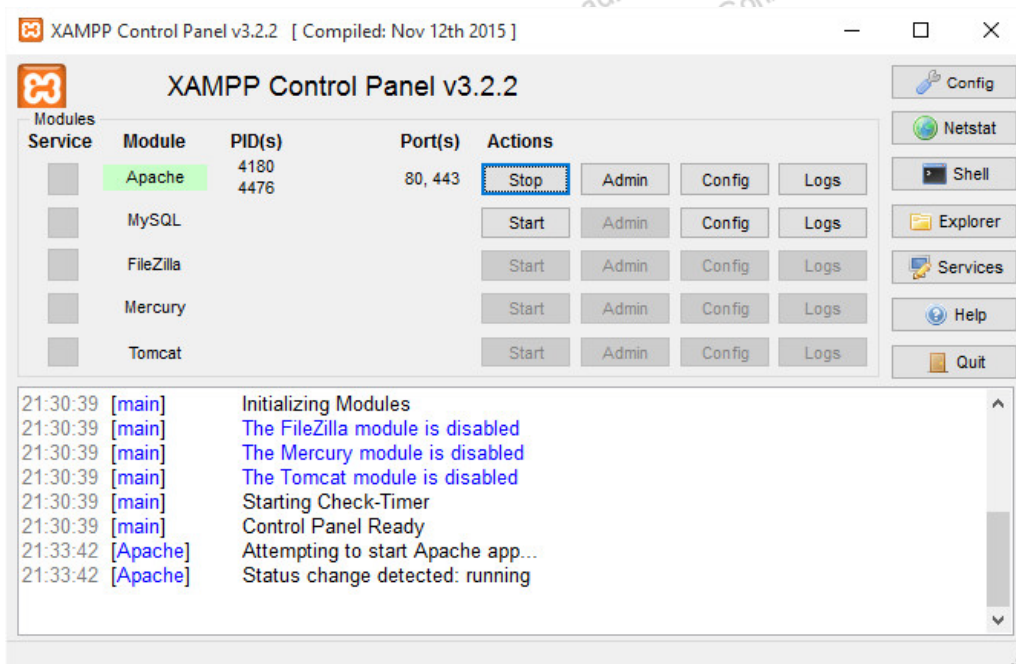 XAMPP Control Panel v3.2.2 [ Compiled: Nov 12th 2015 ]
XAMPP Control Panel v3.2.2
Config
Modules
Service Module PID(s) Port(s) Actions
Netstat
Apache 4180 4476 80, 443 Stop Admin Config Logs
Shell
MySQL Start Admin Config Logs
Explorer
FileZilla Start Admin Config Logs
Services
Mercury Start Admin Config Logs
Help
Tomcat Start Admin Config Logs
Quit
21:30:39 [main] Initializing Modules
21:30:39 [main] The FileZilla module is disabled
21:30:39 [main] The Mercury module is disabled
21:30:39 [main] The Tomcat module is disabled
21:30:39 [main] Starting Check-Timer
21:30:39 [main] Control Panel Ready
21:33:42 [Apache] Attempting to start Apache app...
21:33:42 [Apache] Status change detected: running